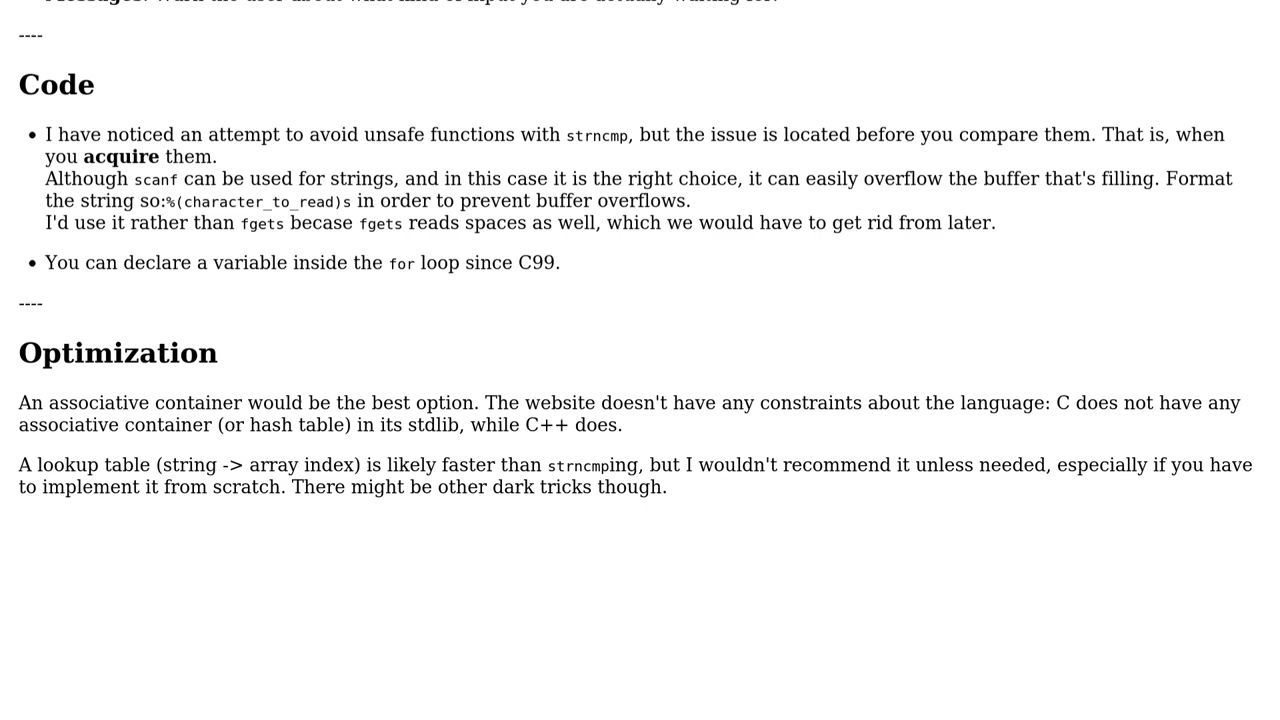 ----
Code
• I have noticed an attempt to avoid unsafe functions with strncmp, but the issue is located before you compare them. That is, when
you acquire them.
Although scanf can be used for strings, and in this case it is the right choice, it can easily overflow the buffer that's filling. Format
the string so:%(character_to_read)s in order to prevent buffer overflows.
I'd use it rather than fgets becase fgets reads spaces as well, which we would have to get rid from later.
• You can declare a variable inside the for loop since C99.
----
Optimization
An associative container would be the best option. The website doesn't have any constraints about the language: C does not have any
associative container (or hash table) in its stdlib, while C++ does.
A lookup table (string -> array index) is likely faster than strncmping, but I wouldn't recommend it unless needed, especially if you have
to implement it from scratch. There might be other dark tricks though.